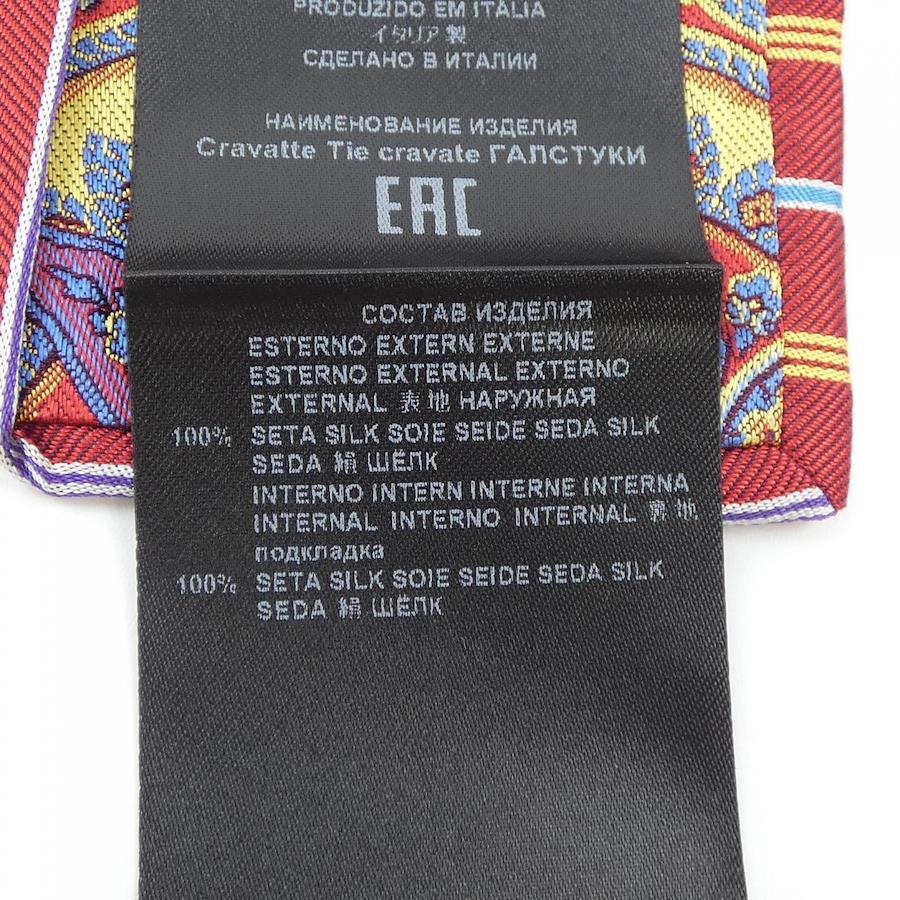 PRODUZIDO EM ITÁLIA
イタリア製
СДЕЛАНО В ИТАЛИИ
НАИМЕНОВАНИЕ ИЗДЕЛИЯ
Cravatte Tie cravate ГАЛСТУКИ
EAC
СОСТАВ ИЗДЕЛИЯ
ESTERNO EXTERN EXTERNE
ESTERNO EXTERNAL EXTERNO
EXTERNAL 表地 НАРУЖНАЯ
100% SETA SILK SOIE SEIDE SEDA SILK
SEDA 絹 ШЁЛК
INTERNO INTERN INTERNE INTERNA
INTERNAL INTERNO INTERNAL 裏地
подкладка
100% SETA SILK SOIE SEIDE SEDA SILK
SEDA 絹 ШЁЛК